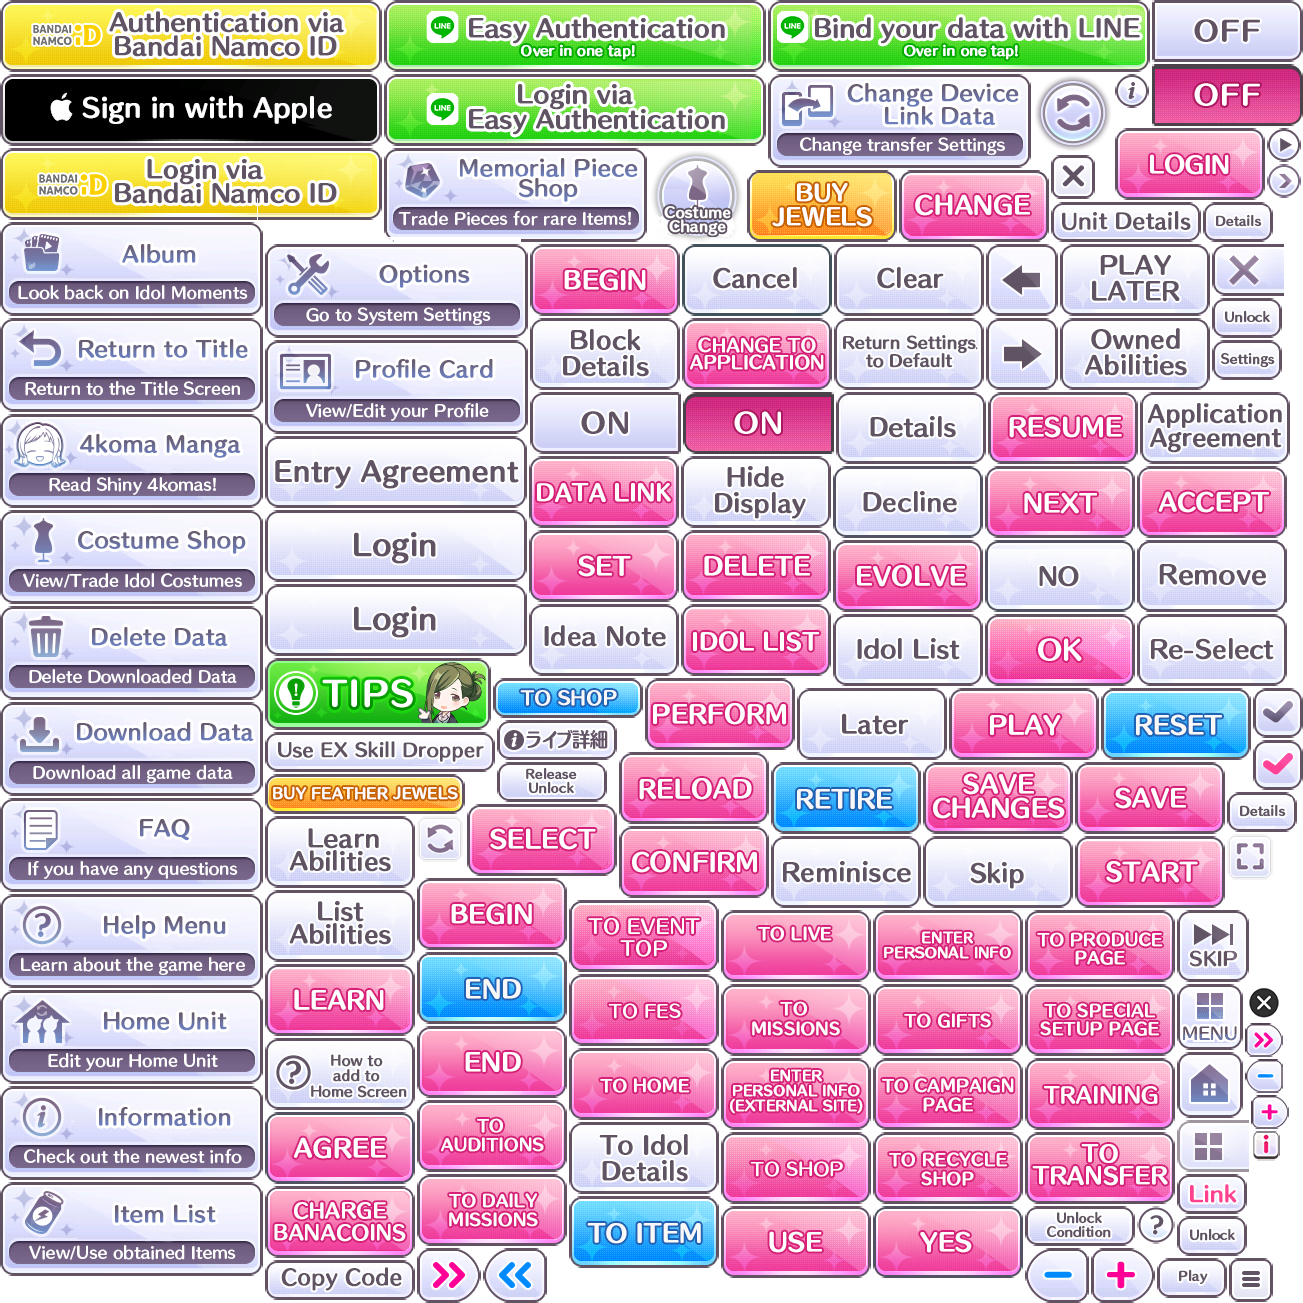 BANDAI NAMCO iD
Authentication via
Bandai Namco ID
LINE
Easy Authentication
Over in one tap!
LINE
Bind your data with LINE
Over in one tap!
OFF
Sign in with Apple
LINE
Login via
Easy Authentication
Change Device
Link Data
Change transfer Settings
i
OFF
BANDAI NAMCO iD
Login via
Bandai Namco ID
Memorial Piece
Shop
Trade Pieces for rare Items!
Costume
Change
BUY
JEWELS
CHANGE
LOGIN
Unit Details
Details
Album
Look back on Idol Moments
Options
Go to System Settings
BEGIN
Cancel
Clear
PLAY
LATER
Unlock
Return to Title
Return to the Title Screen
Profile Card
View/Edit your Profile
Block
Details
CHANGE TO
APPLICATION
Return Settings
to Default
Owned
Abilities
Settings
4koma Manga
Read Shiny 4komas!
Entry Agreement
ON
ON
Details
RESUME
Application
Agreement
DATA LINK
Hide
Display
Decline
NEXT
ACCEPT
Costume Shop
View/Trade Idol Costumes
Login
SET
DELETE
EVOLVE
NO
Remove
Delete Data
Delete Downloaded Data
Login
Idea Note
IDOL LIST
Idol List
OK
Re-Select
TIPS
TO SHOP
PERFORM
Later
PLAY
RESET
Download Data
Download all game data
Use EX Skill Dropper
iライブ詳細
Release
Unlock
BUY FEATHER JEWELS
RELOAD
RETIRE
SAVE
CHANGES
SAVE
Details
FAQ
If you have any questions
Learn
Abilities
SELECT
CONFIRM
Reminisce
Skip
START
Help Menu
Learn about the game here
List
Abilities
BEGIN
TO EVENT
TOP
TO LIVE
ENTER
PERSONAL INFO
TO PRODUCE
PAGE
SKIP
LEARN
END
TO FES
TO
MISSIONS
TO GIFTS
TO SPECIAL
SETUP PAGE
MENU
Home Unit
Edit your Home Unit
?
How to
add to
Home Screen
END
TO HOME
ENTER
PERSONAL INFO
(EXTERNAL SITE)
TO CAMPAIGN
PAGE
TRAINING
i
Information
Check out the newest info
AGREE
TO
AUDITIONS
To Idol
Details
TO SHOP
TO RECYCLE
SHOP
TO
TRANSFER
i
Link
Item List
View/Use obtained Items
CHARGE
BANACOINS
TO DAILY
MISSIONS
TO ITEM
USE
YES
Unlock
Condition
?
Unlock
Copy Code
Play